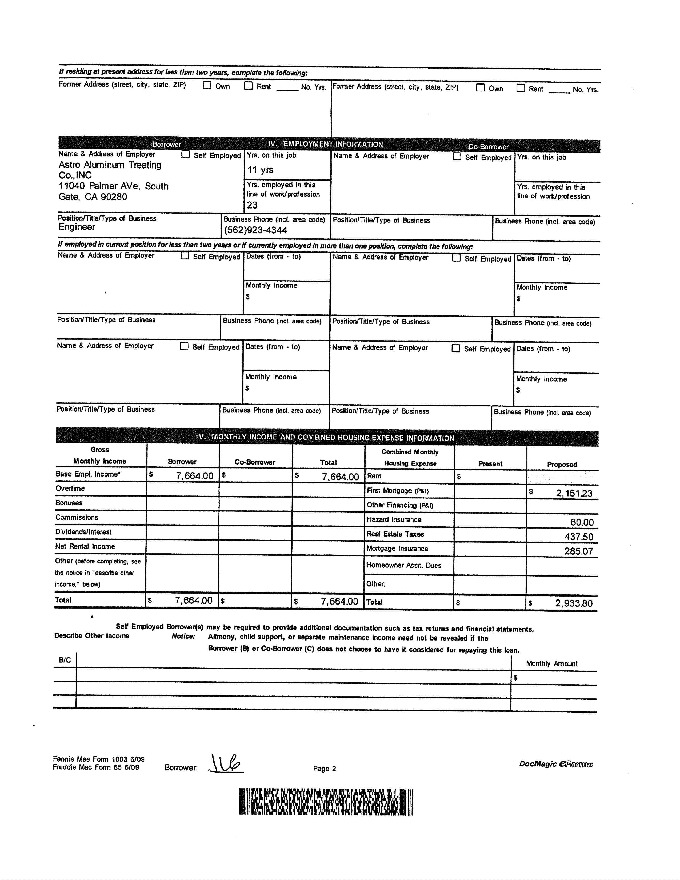 If residing at present address for less than two years, complete the following:
Former Address (street, city, state, ZIP) Own Rent No. Yrs. Former Address (street, city, state, ZIP) Own Rent No. Yrs.
Borrower IV. EMPLOYMENT INFORMATION Co-Borrower
Name & Address of Employer Self Employed Yrs. on this job Name & Address of Employer Self Employed Yrs. on this job
Astro Aluminum Treeting
Co.,INC
11 yrs
11040 Palmer AVe, South
Gate, CA 90280
Yrs. employed in this line of work/profession Yrs. employed in this line of work/profession
23
Position/Title/Type of Business Business Phone (incl. area code) Position/Title/Type of Business Business Phone (incl. area code)
Engineer (562)923-4344
If employed in current position for less than two years or if currently employed in more than one position, complete the following:
Name & Address of Employer Self Employed Dates (from - to) Name & Address of Employer Self Employed Dates (from - to)
Monthly Income Monthly Income
$ $
Position/Title/Type of Business Business Phone (incl. area code) Position/Title/Type of Business Business Phone (incl. area code)
Name & Address of Employer Self Employed Dates (from - to) Name & Address of Employer Self Employed Dates (from - to)
Monthly Income Monthly Income
$ $
Position/Title/Type of Business Business Phone (incl. area code) Position/Title/Type of Business Business Phone (incl. area code)
IV. MONTHLY INCOME AND COMBINED HOUSING EXPENSE INFORMATION
Gross Monthly Income Borrower Co-Borrower Total Combined Monthly Housing Expense Present Proposed
Base Empl. Income* $ 7,664.00 $ $ 7,664.00 Rent $
Overtime First Mortgage (P&I) $ 2,151.23
Bonuses Other Financing (P&I)
Commissions Hazard Insurance 60.00
Dividends/Interest Real Estate Taxes 437.50
Net Rental Income Mortgage Insurance 285.07
Other (before completing, see the notice in "describe other income," below) Homeowner Assn. Dues
Other:
Total $ 7,664.00 $ $ 7,664.00 Total $ $ 2,933.80
Self Employed Borrower(s) may be required to provide additional documentation such as tax returns and financial statements.
Describe Other Income Notice: Alimony, child support, or separate maintenance income need not be revealed if the
Borrower (B) or Co-Borrower (C) does not choose to have it considered for repaying this loan.
B/C Monthly Amount
$
Fannie Mae Form 1003 6/09
Freddie Mac Form 65 6/09 Borrower Page 2 DocMagic